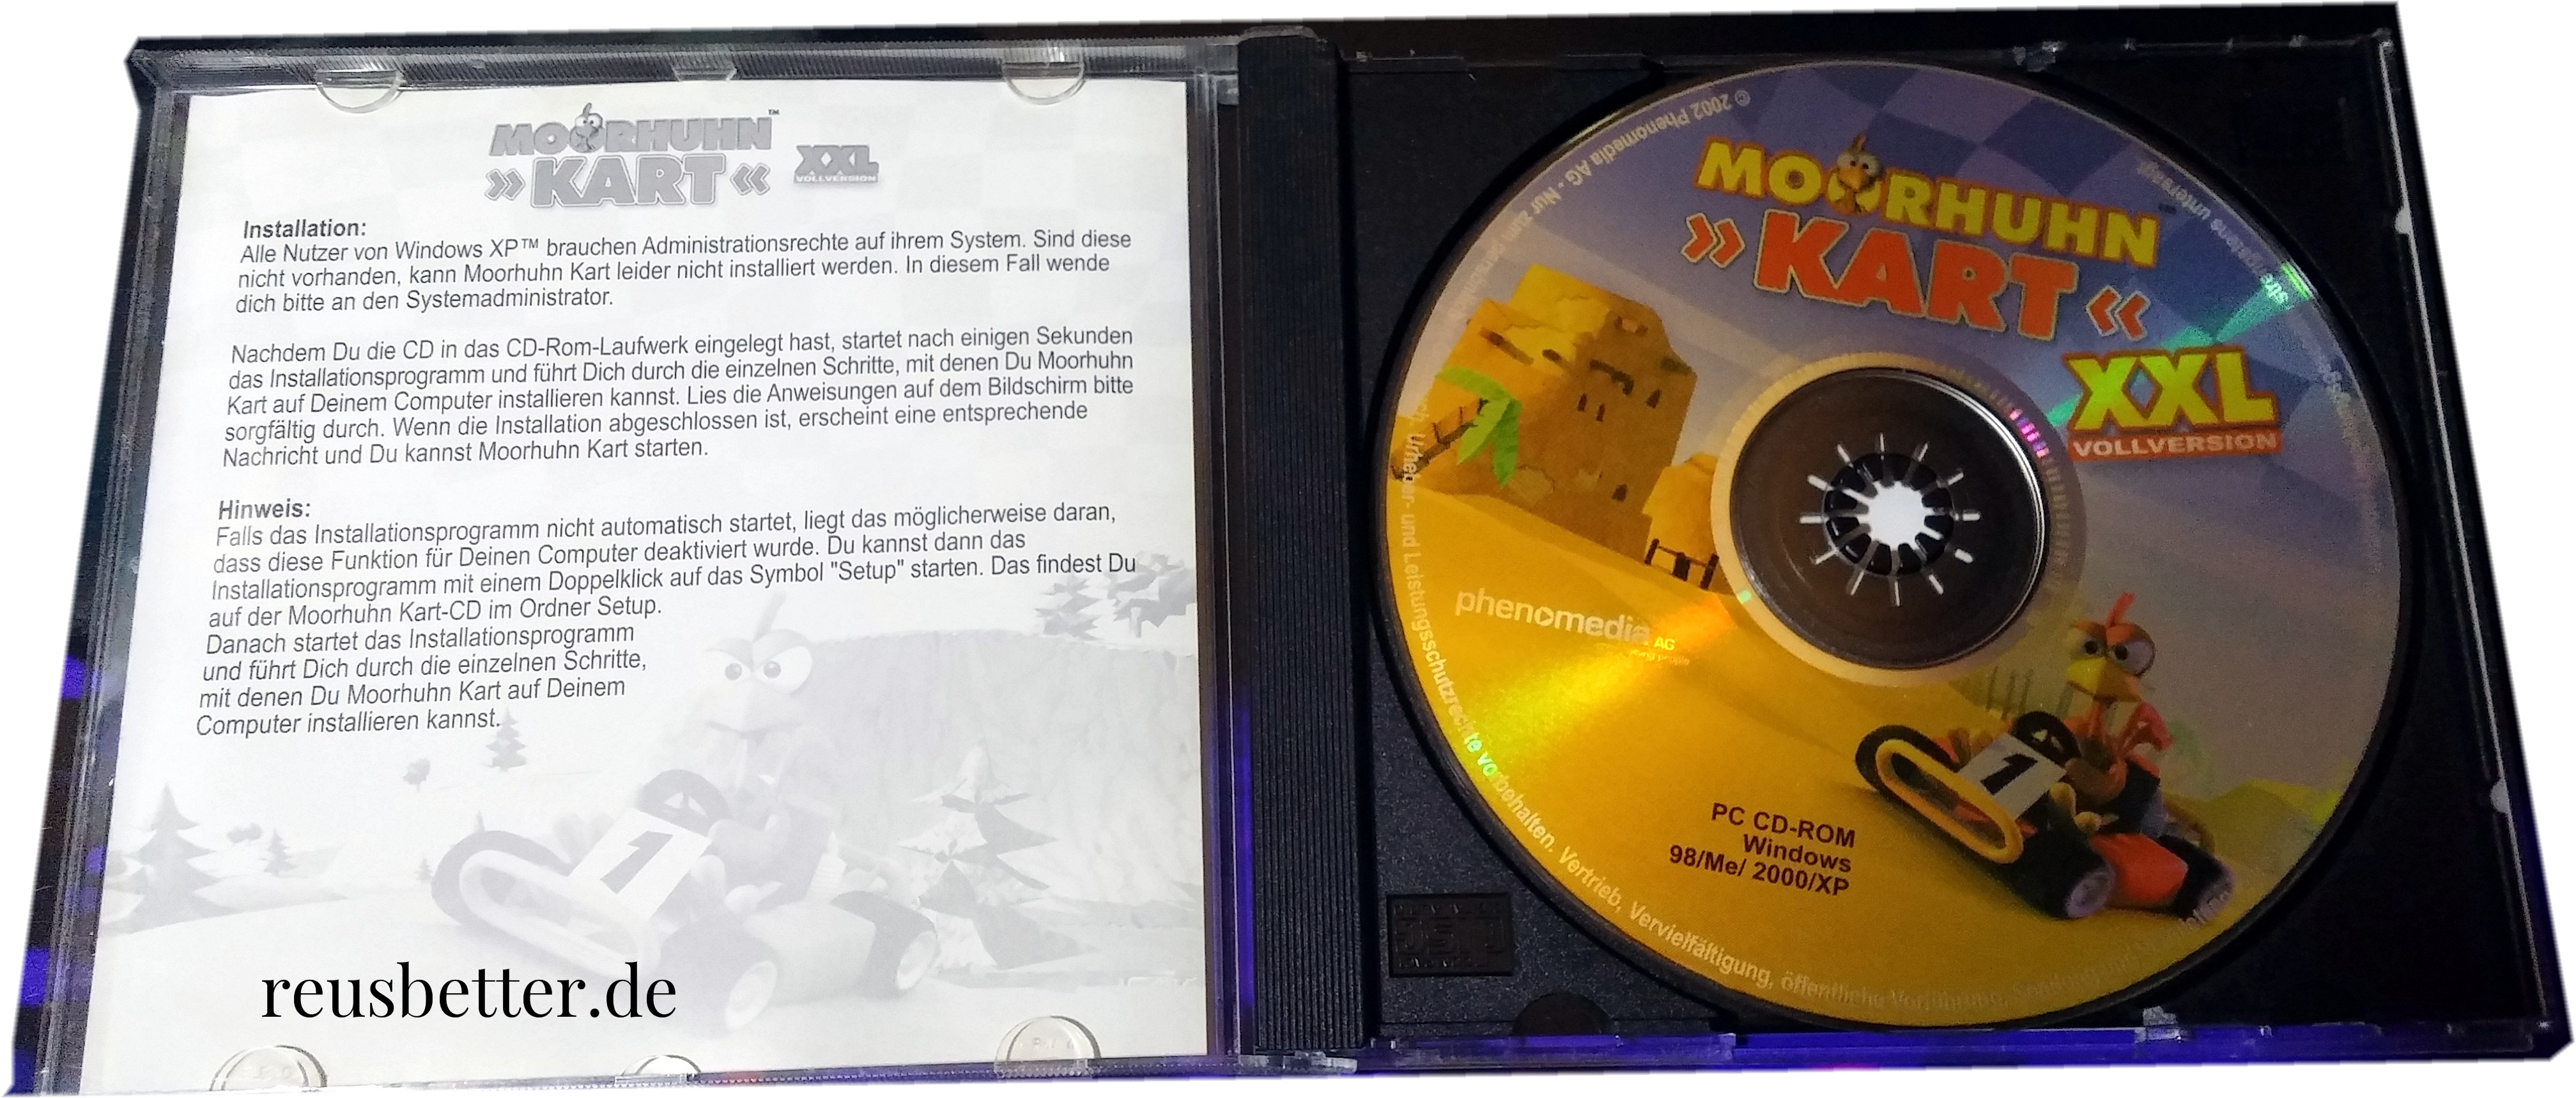 MOORHUHN™
» KART « XXL
VOLLVERSION
Installation:
Alle Nutzer von Windows XP™ brauchen Administrationsrechte auf ihrem System. Sind diese
nicht vorhanden, kann Moorhuhn Kart leider nicht installiert werden. In diesem Fall wende
dich bitte an den Systemadministrator.
Nachdem Du die CD in das CD-Rom-Laufwerk eingelegt hast, startet nach einigen Sekunden
das Installationsprogramm und führt Dich durch die einzelnen Schritte, mit denen Du Moorhuhn
Kart auf Deinem Computer installieren kannst. Lies die Anweisungen auf dem Bildschirm bitte
sorgfältig durch. Wenn die Installation abgeschlossen ist, erscheint eine entsprechende
Nachricht und Du kannst Moorhuhn Kart starten.
Hinweis:
Falls das Installationsprogramm nicht automatisch startet, liegt das möglicherweise daran,
dass diese Funktion für Deinen Computer deaktiviert wurde. Du kannst dann das
Installationsprogramm mit einem Doppelklick auf das Symbol "Setup" starten. Das findest Du
auf der Moorhuhn Kart-CD im Ordner Setup.
Danach startet das Installationsprogramm
und führt Dich durch die einzelnen Schritte,
mit denen Du Moorhuhn Kart auf Deinem
Computer installieren kannst.
1
reusbetter.de
MOORHUHN
» KART «
XXL
VOLLVERSION
phenomedia AG
1
PC CD-ROM
Windows
98/Me/ 2000/XP
© 2002 Phenomedia AG · Nur zum
Urheber- und Leistungsschutzrechte vorbehalten. Vertrieb, Vervielfältigung, öffentliche Vorführung, Sendung
untersagt.